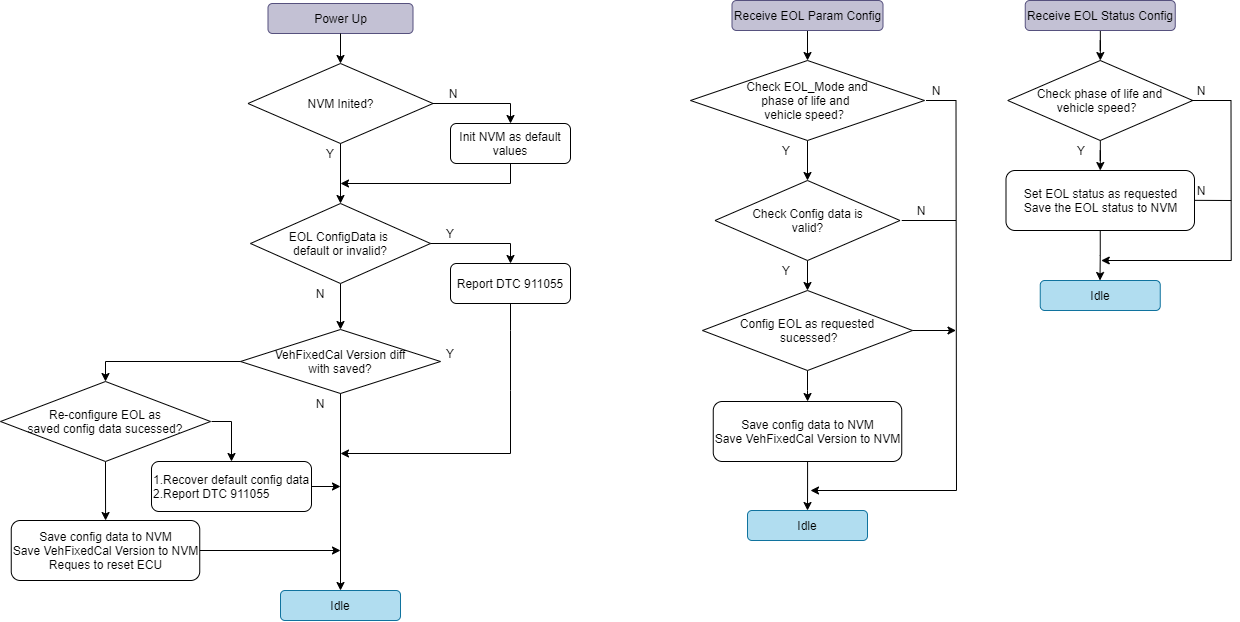 Power Up
NVM Inited?
N
Init NVM as default
values
Y
EOL ConfigData is
default or invalid?
Y
Report DTC 911055
N
VehFixedCal Version diff
with saved?
Y
N
Re-configure EOL as
saved config data sucessed?
1.Recover default config data
2.Report DTC 911055
Save config data to NVM
Save VehFixedCal Version to NVM
Reques to reset ECU
Idle
Receive EOL Param Config
Check EOL_Mode and
phase of life and
vehicle speed?
N
Y
Check Config data is
valid?
N
Y
Config EOL as requested
sucessed?
Save config data to NVM
Save VehFixedCal Version to NVM
Idle
Receive EOL Status Config
Check phase of life and
vehicle speed?
N
Y
Set EOL status as requested
Save the EOL status to NVM
N
Idle